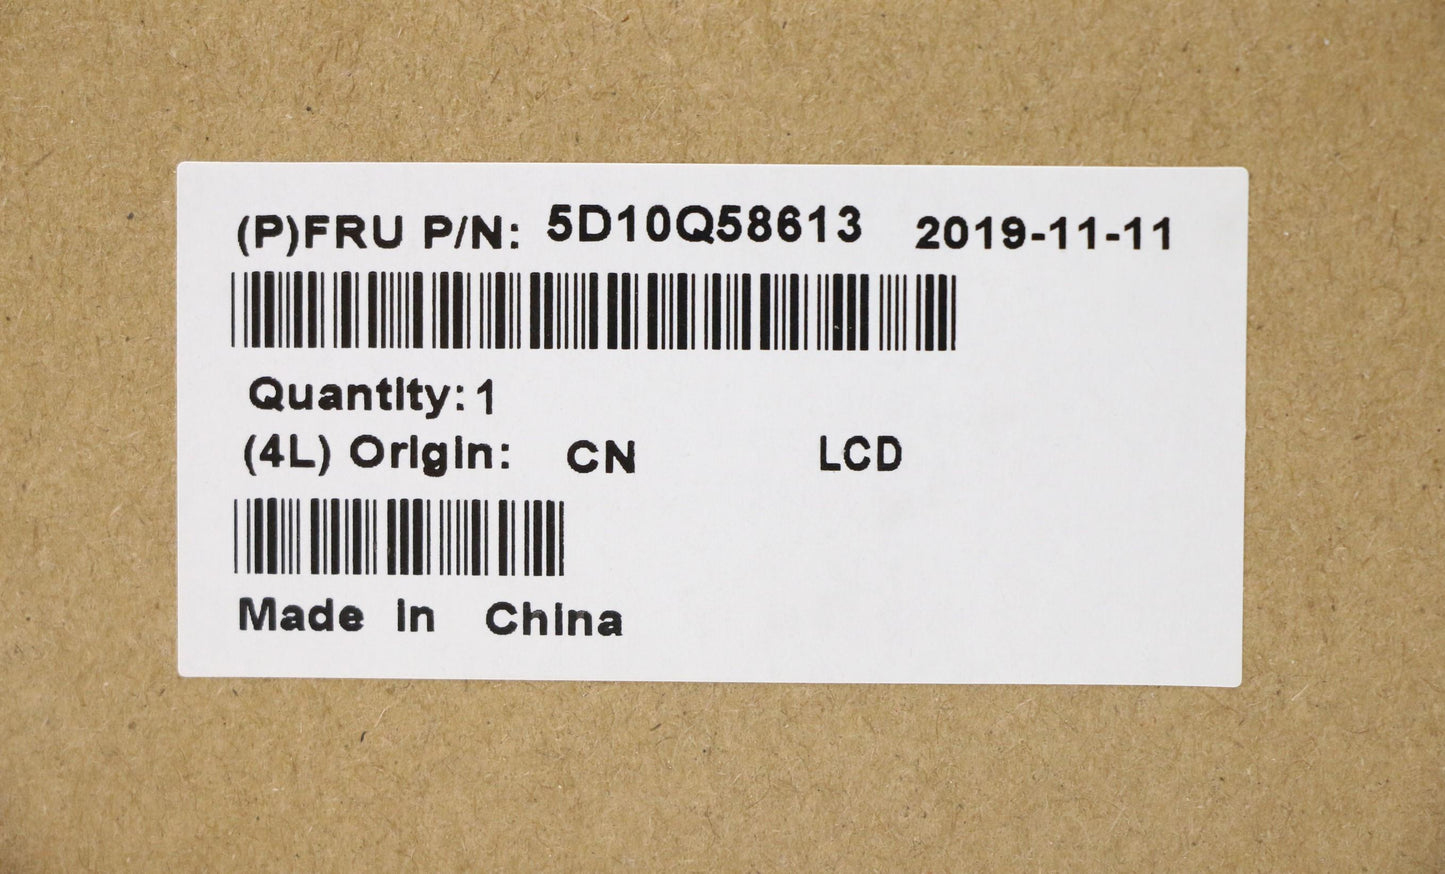 (P)FRU P/N: 5D10Q58613 2019-11-11
Quantity: 1
(4L) Origin: CN LCD
Made in China